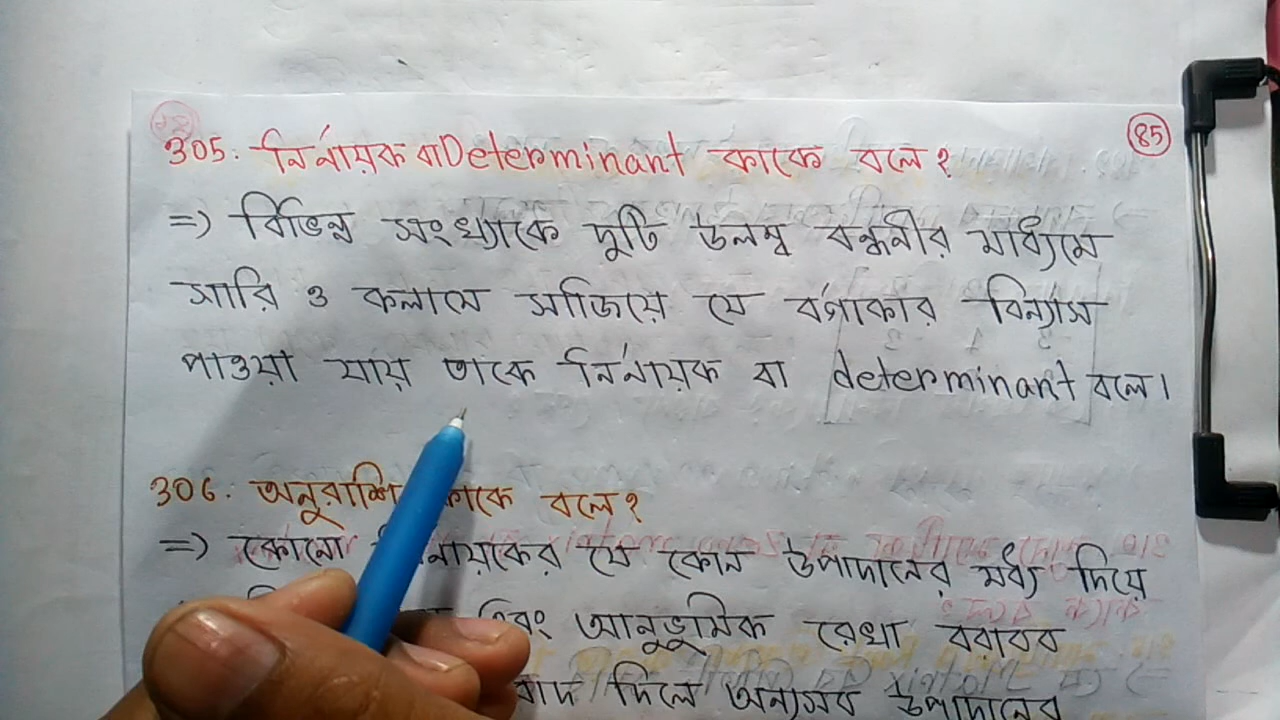 85
305. নির্নায়ক বা Determinant কাকে বলে?
=> বিভিন্ন সংখ্যাকে দুটি উলম্ব বন্ধনীর মাধ্যমে
সারি ও কলামে সাজিয়ে যে বর্গাকার বিন্যাস
পাওয়া যায় তাকে নির্নায়ক বা determinant বলে।
306. অনুরাশি কাকে বলে?
=> কোনো নির্নায়কের যে কোন উপাদানের মধ্য দিয়ে
এবং আনুভূমিক রেখা বরাবর
বাদ দিলে অন্যসব উপাদানের